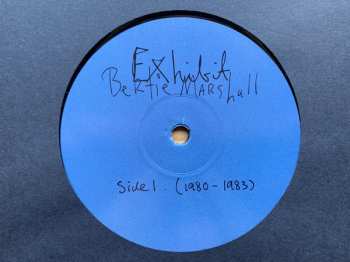 Exhibit
BERTIE MARSHall
Side 1. (1980-1983)